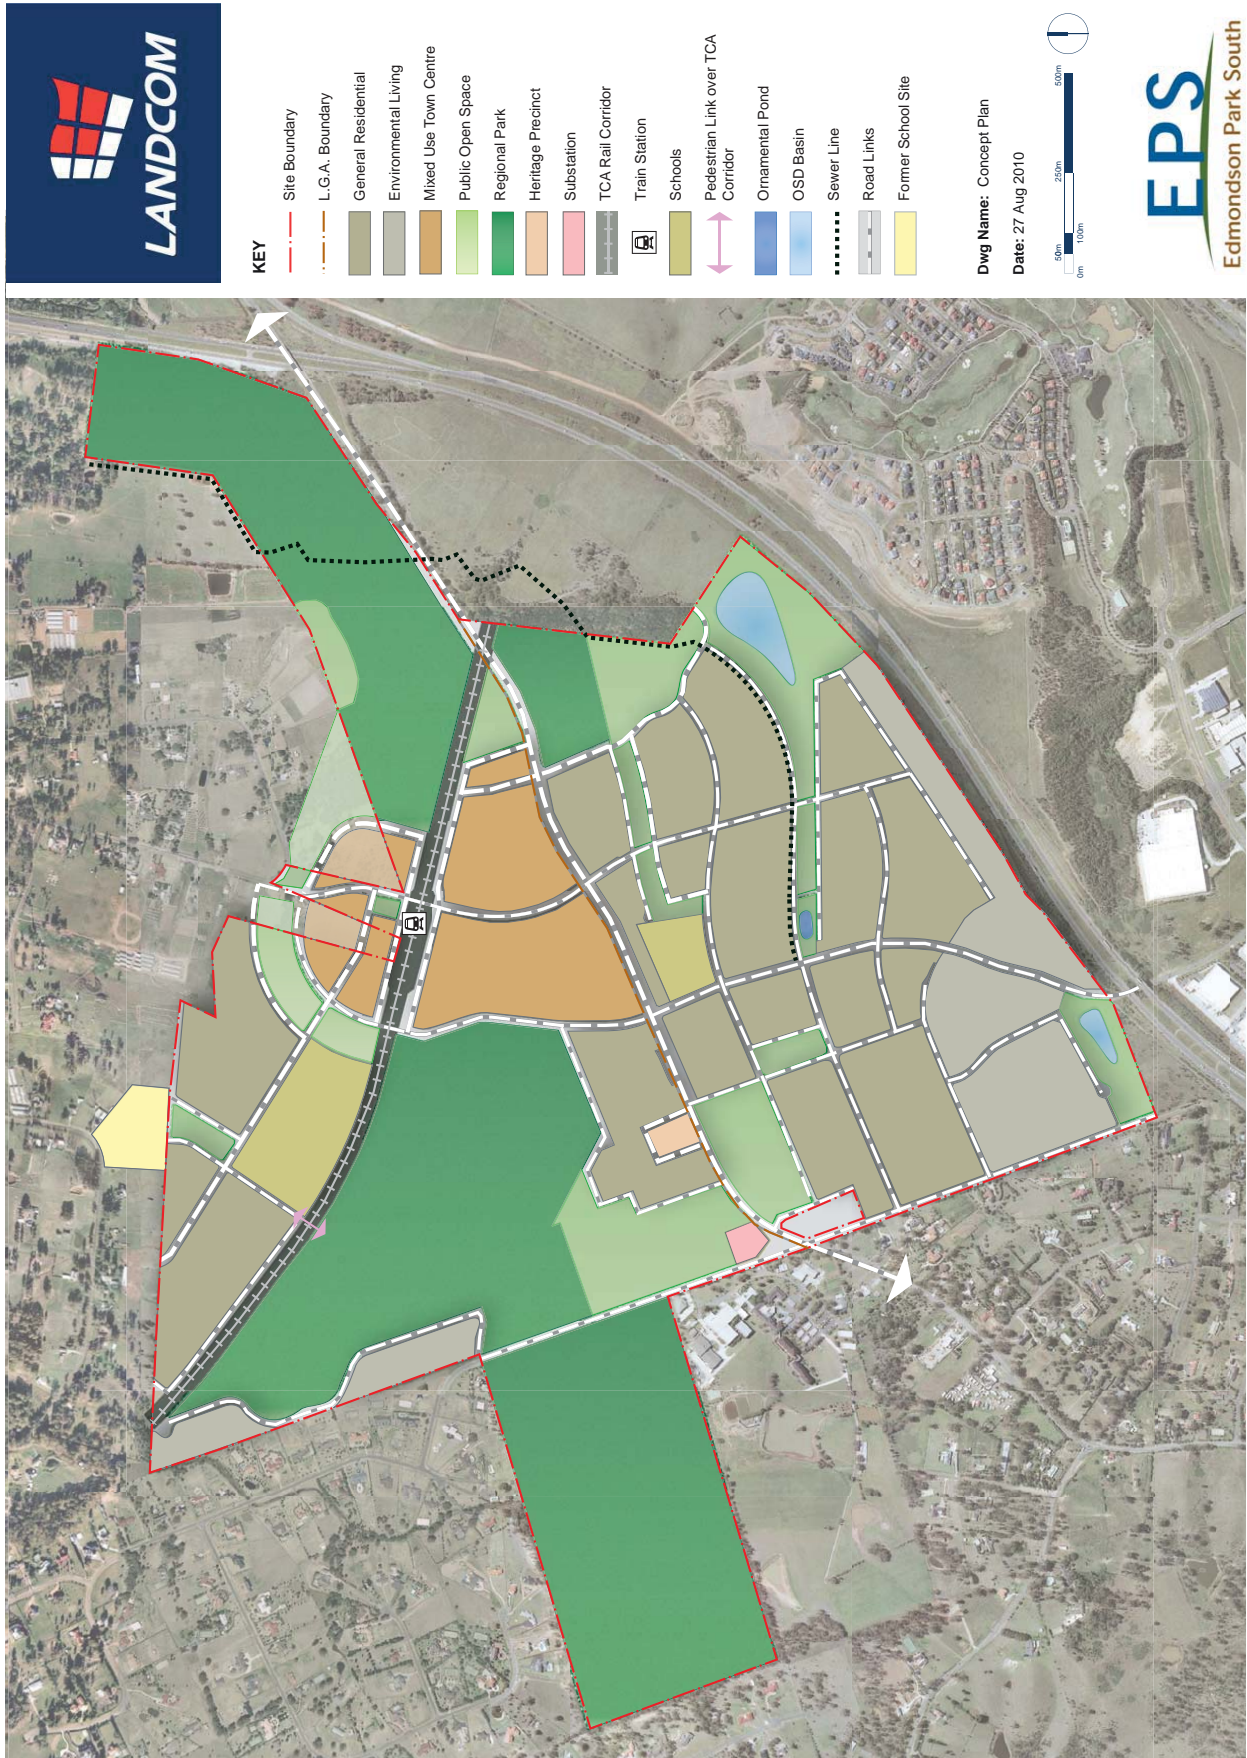 LANDCOM
KEY
Site Boundary
L.G.A. Boundary
General Residential
Environmental Living
Mixed Use Town Centre
Public Open Space
Regional Park
Heritage Precinct
Substation
TCA Rail Corridor
Train Station
Schools
Pedestrian Link over TCA
Corridor
Ornamental Pond
OSD Basin
Sewer Line
Road Links
Former School Site
Dwg Name: Concept Plan
Date: 27 Aug 2010
50m 250m 500m
0m 100m
EPS
Edmondson Park South